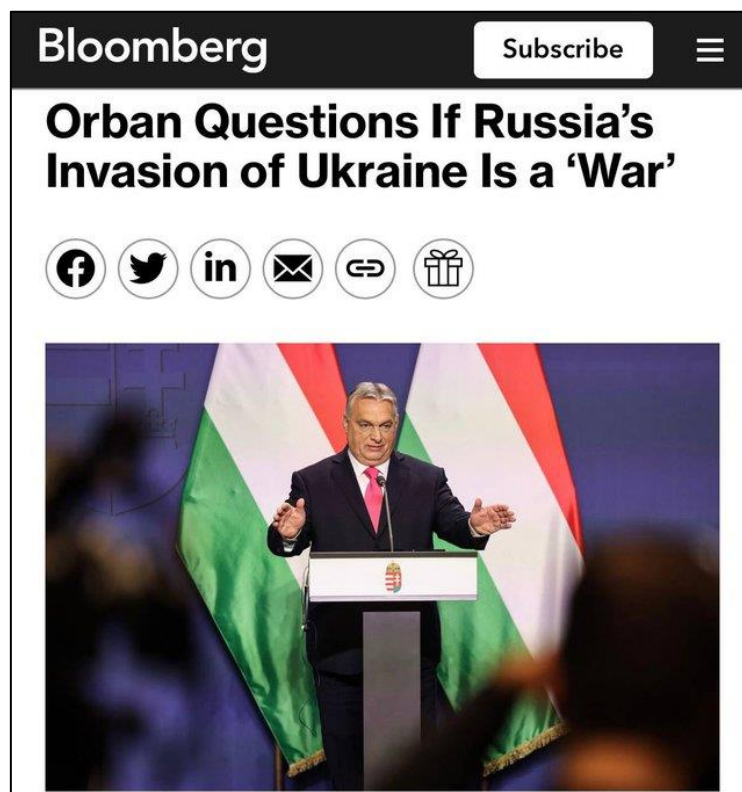 Bloomberg
Subscribe
Orban Questions If Russia’s
Invasion of Ukraine Is a ‘War’
in